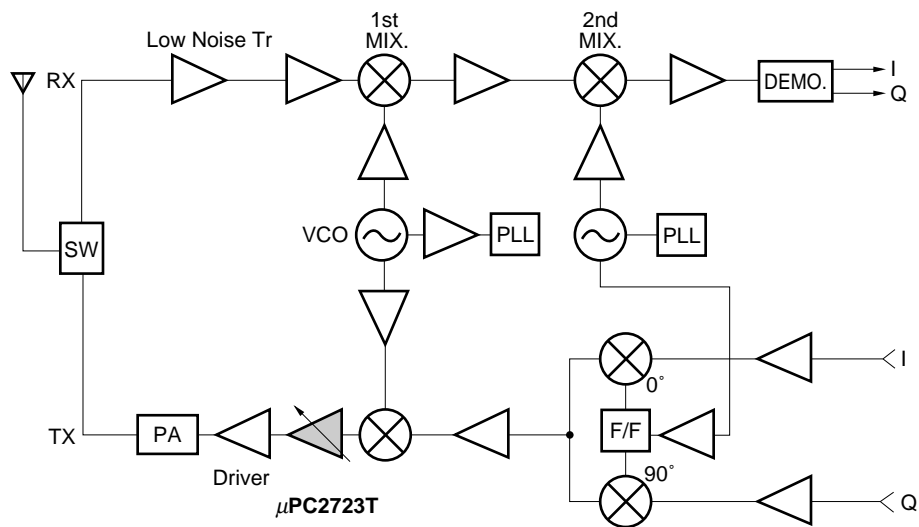 1st
MIX.
2nd
MIX.
Low Noise Tr
RX
DEMO.
I
Q
SW
VCO
PLL
PLL
0˚
I
F/F
TX
PA
90˚
Driver
Q
µPC2723T